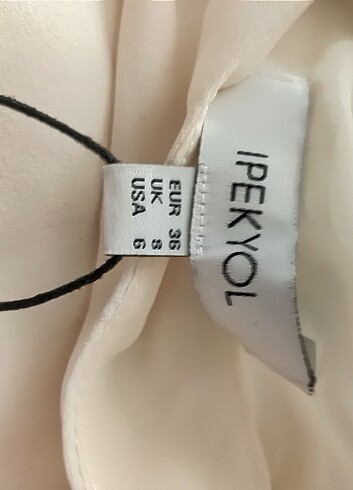 IPEKYOL
EUR 36
UK 8
USA 6